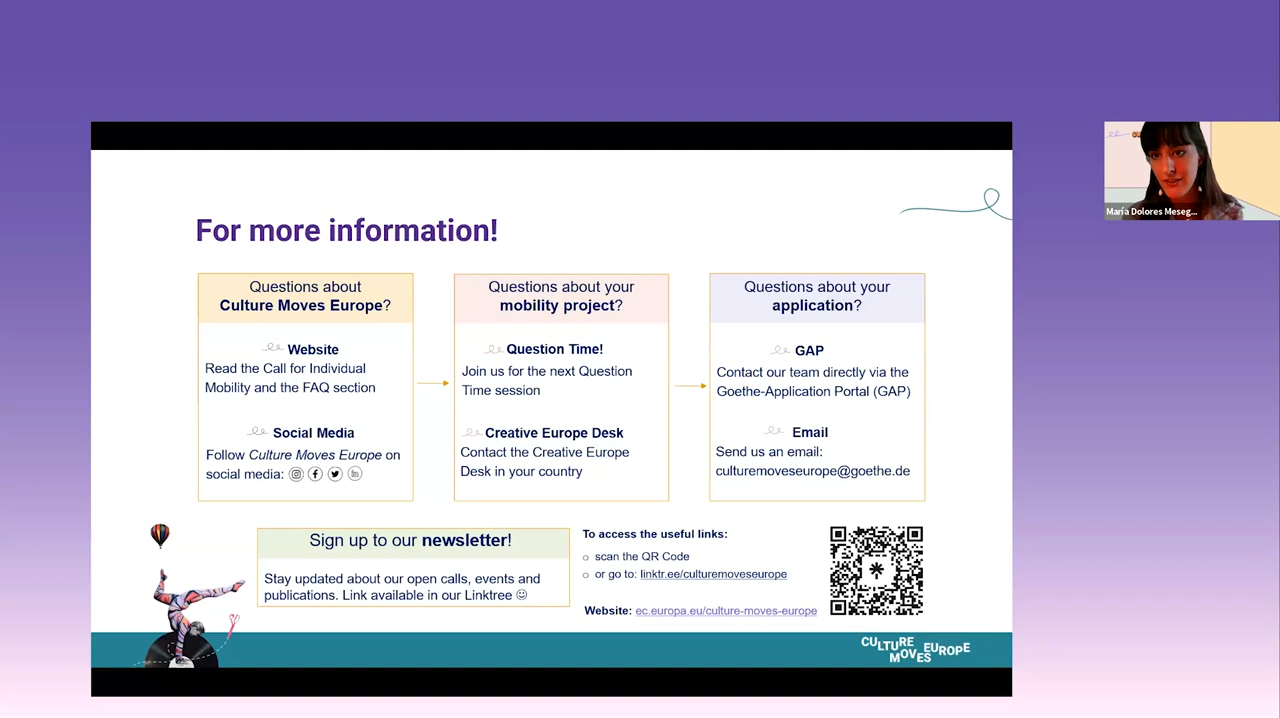 For more information!
Questions about
Culture Moves Europe?
Website
Read the Call for Individual
Mobility and the FAQ section
Social Media
Follow Culture Moves Europe on
social media:
Questions about your
mobility project?
Question Time!
Join us for the next Question
Time session
Creative Europe Desk
Contact the Creative Europe
Desk in your country
Questions about your
application?
GAP
Contact our team directly via the
Goethe-Application Portal (GAP)
Email
Send us an email:
culturemoveseurope@goethe.de
Sign up to our newsletter!
Stay updated about our open calls, events and
publications. Link available in our Linktree ☺
To access the useful links:
scan the QR Code
or go to: linktr.ee/culturemoveseurope
Website: ec.europa.eu/culture-moves-europe
CULTURE
MOVES EUROPE
María Dolores Meseg...